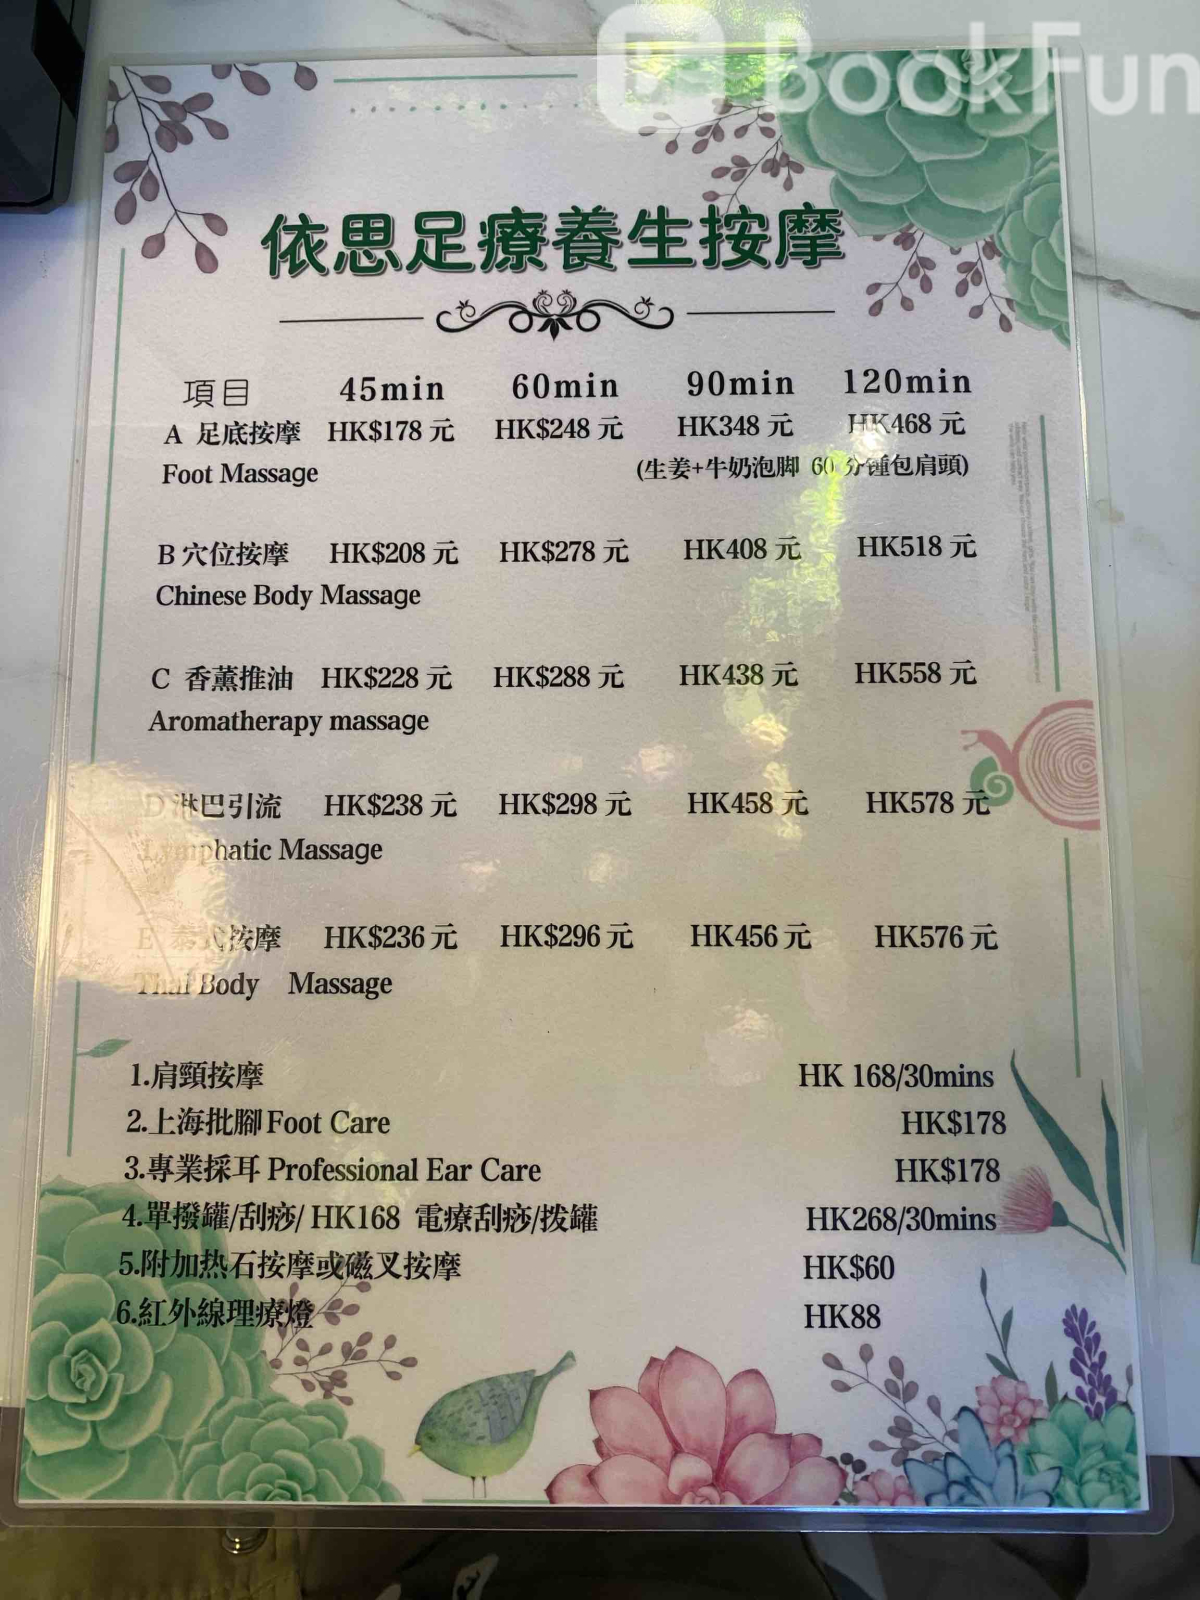 BookFun
依思足療養生按摩
項目 45min 60min 90min 120min
A 足底按摩 HK$178 元 HK$248 元 HK348 元 HK468 元
Foot Massage (生姜+牛奶泡脚 60 分锺包肩頭)
B 穴位按摩 HK$208 元 HK$278 元 HK408 元 HK518 元
Chinese Body Massage
C 香薰推油 HK$228 元 HK$288 元 HK438 元 HK558 元
Aromatherapy massage
D 淋巴引流 HK$238 元 HK$298 元 HK458 元 HK578 元
Lymphatic Massage
E 泰式按摩 HK$236 元 HK$296 元 HK456 元 HK576 元
Thai Body Massage
1.肩頸按摩 HK 168/30mins
2.上海批腳 Foot Care HK$178
3.專業採耳 Professional Ear Care HK$178
4.單撥罐/刮痧/ HK168 電療刮痧/拨罐 HK268/30mins
5.附加热石按摩或磁叉按摩 HK$60
6.紅外線理療燈 HK88